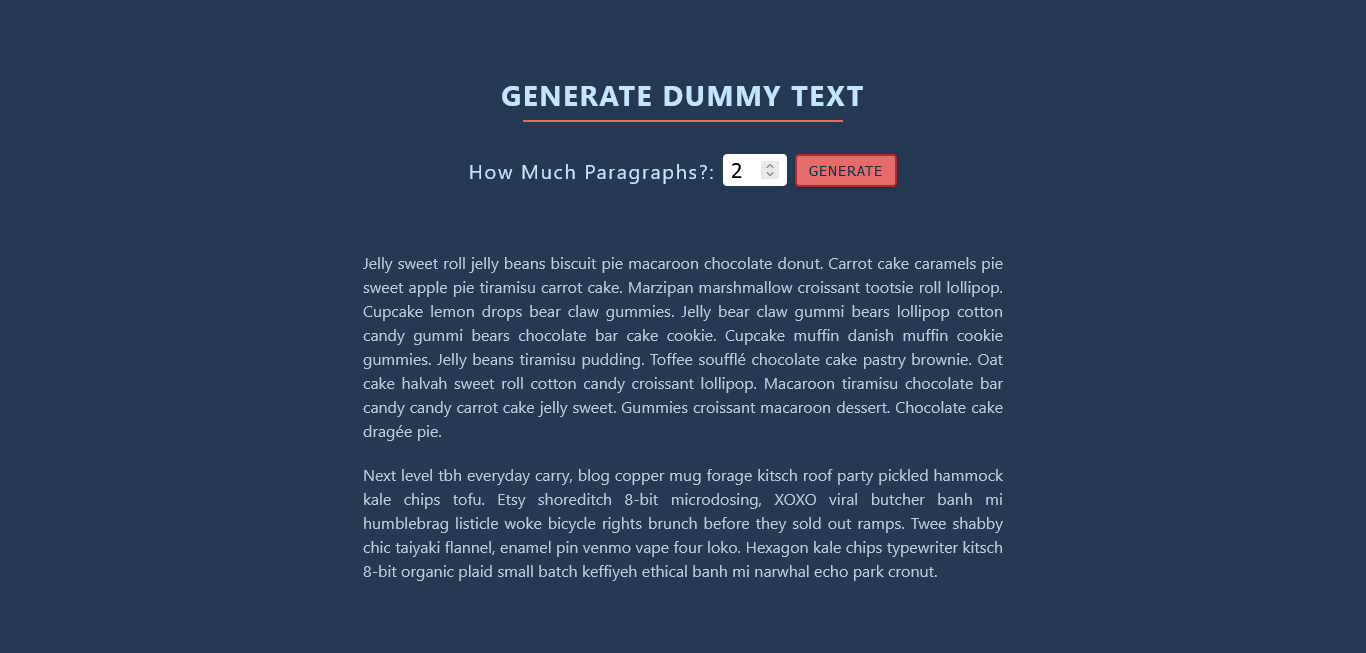 GENERATE DUMMY TEXT
How Much Paragraphs?: 2 GENERATE
Jelly sweet roll jelly beans biscuit pie macaroon chocolate donut. Carrot cake caramels pie
sweet apple pie tiramisu carrot cake. Marzipan marshmallow croissant tootsie roll lollipop.
Cupcake lemon drops bear claw gummies. Jelly bear claw gummi bears lollipop cotton
candy gummi bears chocolate bar cake cookie. Cupcake muffin danish muffin cookie
gummies. Jelly beans tiramisu pudding. Toffee soufflé chocolate cake pastry brownie. Oat
cake halvah sweet roll cotton candy croissant lollipop. Macaroon tiramisu chocolate bar
candy candy carrot cake jelly sweet. Gummies croissant macaroon dessert. Chocolate cake
dragée pie.
Next level tbh everyday carry, blog copper mug forage kitsch roof party pickled hammock
kale chips tofu. Etsy shoreditch 8-bit microdosing, XOXO viral butcher banh mi
humblebrag listicle woke bicycle rights brunch before they sold out ramps. Twee shabby
chic taiyaki flannel, enamel pin venmo vape four loko. Hexagon kale chips typewriter kitsch
8-bit organic plaid small batch keffiyeh ethical banh mi narwhal echo park cronut.